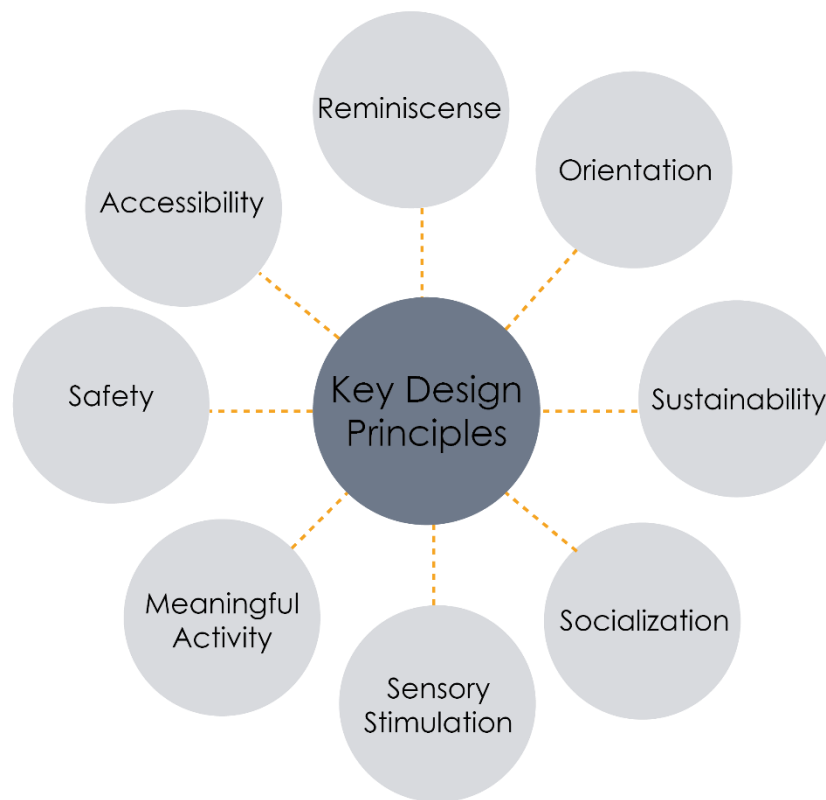 Reminiscense
Orientation
Accessibility
Safety
Key Design
Principles
Sustainability
Meaningful
Activity
Socialization
Sensory
Stimulation